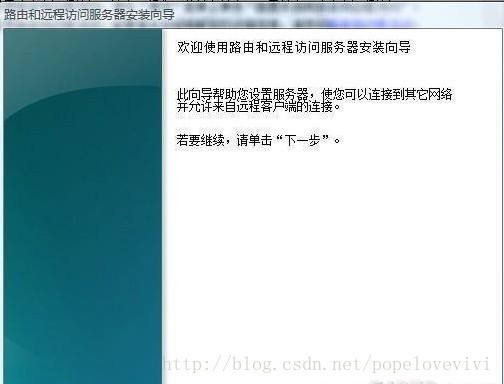 路由和远程访问服务器安装向导
欢迎使用路由和远程访问服务器安装向导
此向导帮助您设置服务器，使您可以连接到其它网络
并允许来自远程客户端的连接。
若要继续，请单击“下一步”。
http://blog.csdn.net/popelovevivi